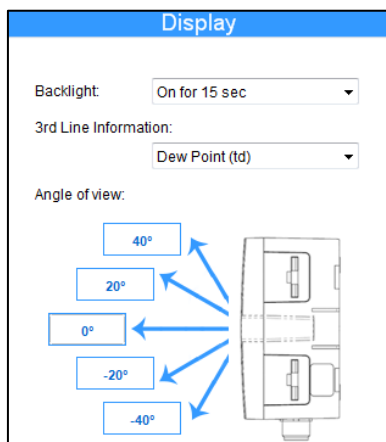 Display
Backlight: On for 15 sec
3rd Line Information:
Dew Point (td)
Angle of view:
40°
20°
0°
-20°
-40°